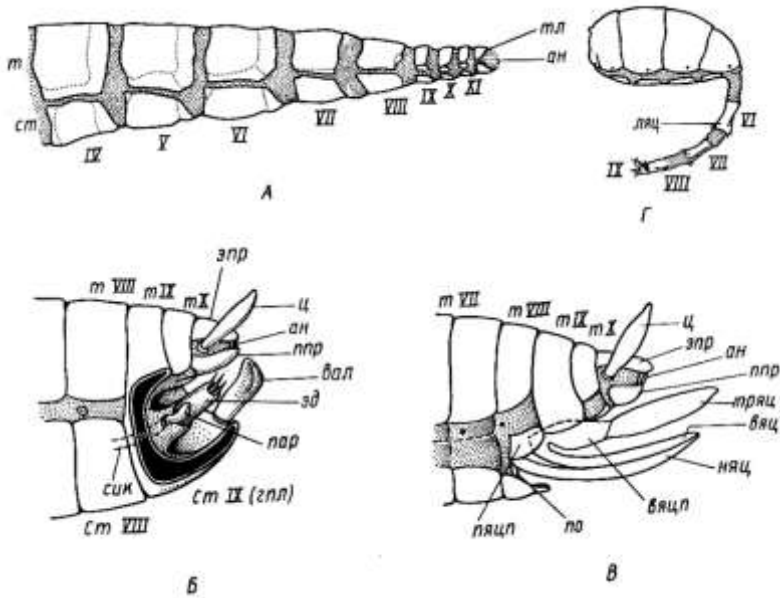 т
ст
IV
V
VI
VII
VIII
IX
X
XI
тл
ан
А
ляц
VI
VII
VIII
IX
Г
т VIII
т IX
т X
эпр
ц
ан
ппр
вал
эд
пар
сик
ст IX (гпл)
ст VIII
Б
т VII
т VIII
т IX
т X
ц
эпр
ан
ппр
тряц
вяц
няц
вяцп
по
пяцп
В